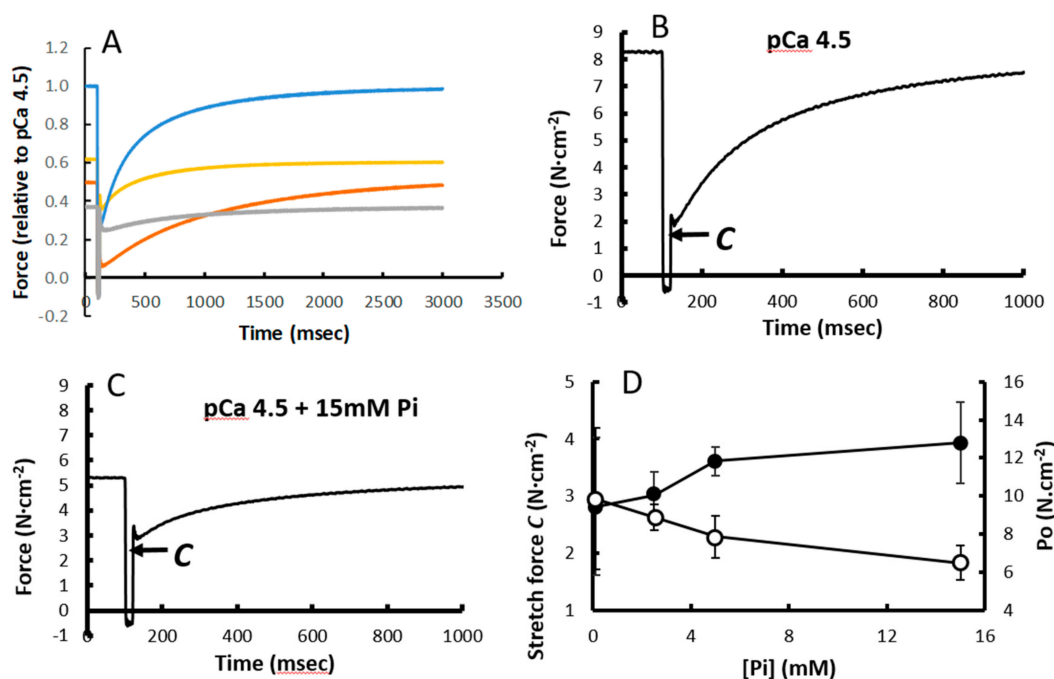 A
Force (relative to pCa 4.5)
1.2
1.0
0.8
0.6
0.4
0.2
0.0
-0.2
0 500 1000 1500 2000 2500 3000 3500
Time (msec)
B
pCa 4.5
Force (N·cm-2)
9
8
7
6
5
4
3
2
1
0
-1
C
0 200 400 600 800 1000
Time (msec)
C
pCa 4.5 + 15mM Pi
Force (N·cm-2)
9
8
7
6
5
4
3
2
1
0
-1
C
0 200 400 600 800 1000
Time (msec)
D
Stretch force C (N·cm-2)
5
4
3
2
1
Po (N.cm-2)
16
14
12
10
8
6
4
0 4 8 12 16
[Pi] (mM)